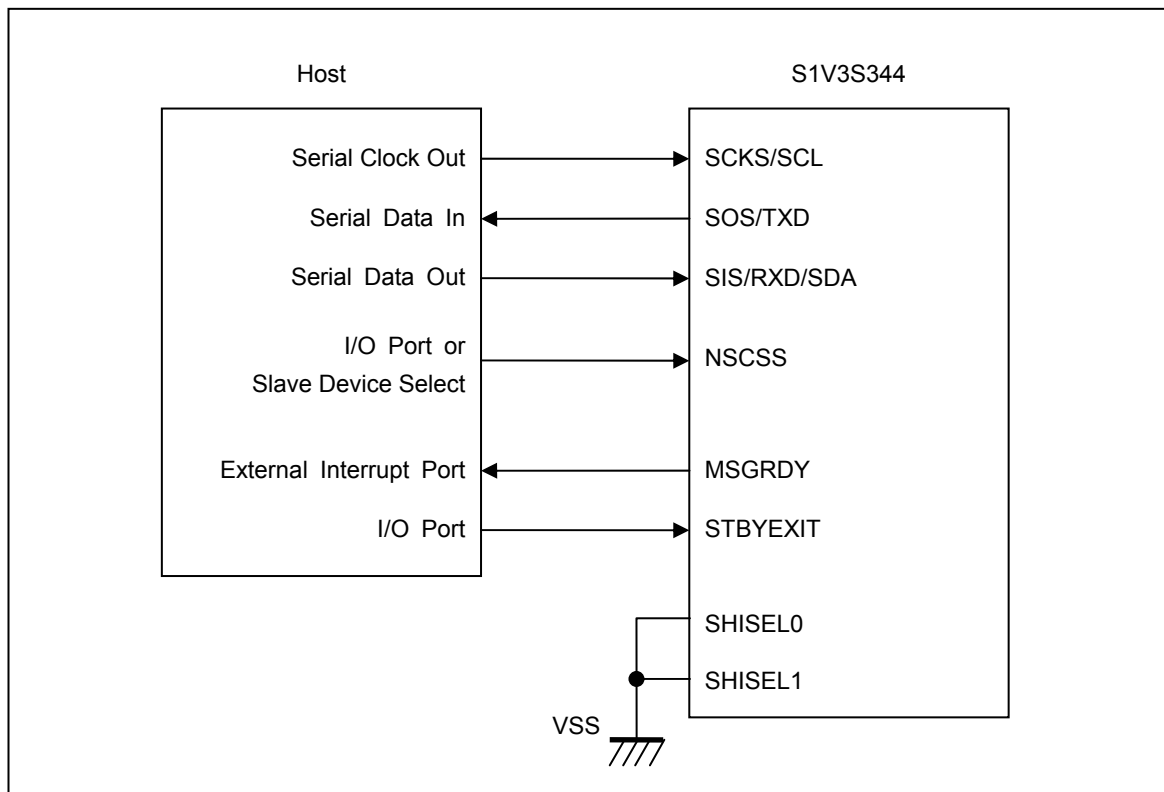 Host
S1V3S344
Serial Clock Out
SCKS/SCL
Serial Data In
SOS/TXD
Serial Data Out
SIS/RXD/SDA
I/O Port or
Slave Device Select
NSCSS
External Interrupt Port
MSGRDY
I/O Port
STBYEXIT
SHISEL0
SHISEL1
VSS